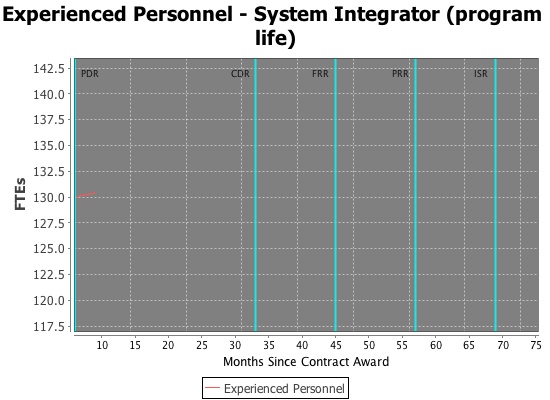 Experienced Personnel - System Integrator (program
life)
142.5
140.0
137.5
135.0
132.5
130.0
127.5
125.0
122.5
120.0
117.5
FTEs
PDR CDR FRR PRR ISR
10 15 20 25 30 35 40 45 50 55 60 65 70 75
Months Since Contract Award
Experienced Personnel